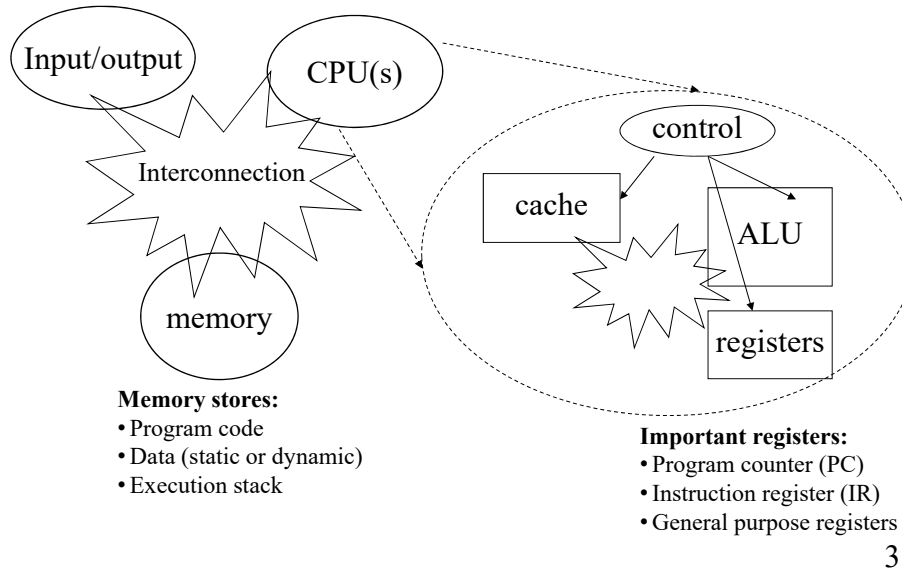 Input/output
CPU(s)
Interconnection
memory
control
cache
ALU
registers
Memory stores:
• Program code
• Data (static or dynamic)
• Execution stack
Important registers:
• Program counter (PC)
• Instruction register (IR)
• General purpose registers
3